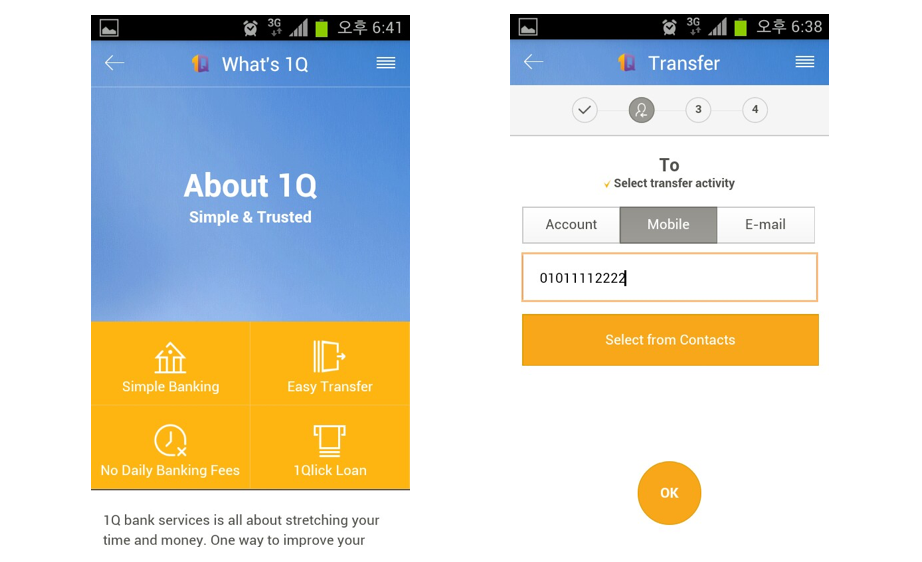 3G
오후 6:41
1Q What's 1Q
About 1Q
Simple & Trusted
Simple Banking
Easy Transfer
No Daily Banking Fees
1Qlick Loan
1Q bank services is all about stretching your
time and money. One way to improve your
3G
오후 6:38
1Q Transfer
3
4
To
Select transfer activity
Account
Mobile
E-mail
01011112222
Select from Contacts
OK